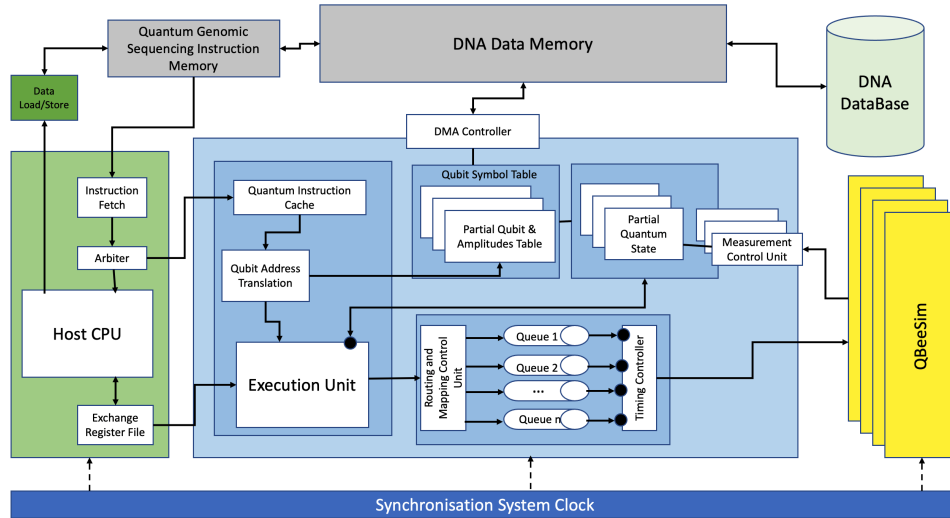 Quantum Genomic
Sequencing Instruction
Memory
DNA Data Memory
DNA
DataBase
Data
Load/Store
DMA Controller
Instruction
Fetch
Arbiter
Host CPU
Exchange
Register File
Quantum Instruction
Cache
Qubit Address
Translation
Execution Unit
Qubit Symbol Table
Partial Qubit &
Amplitudes Table
Partial
Quantum
State
Measurement
Control Unit
Routing and
Mapping Control
Unit
Queue 1
Queue 2
...
Queue n
Timing Controller
QBeeSim
Synchronisation System Clock